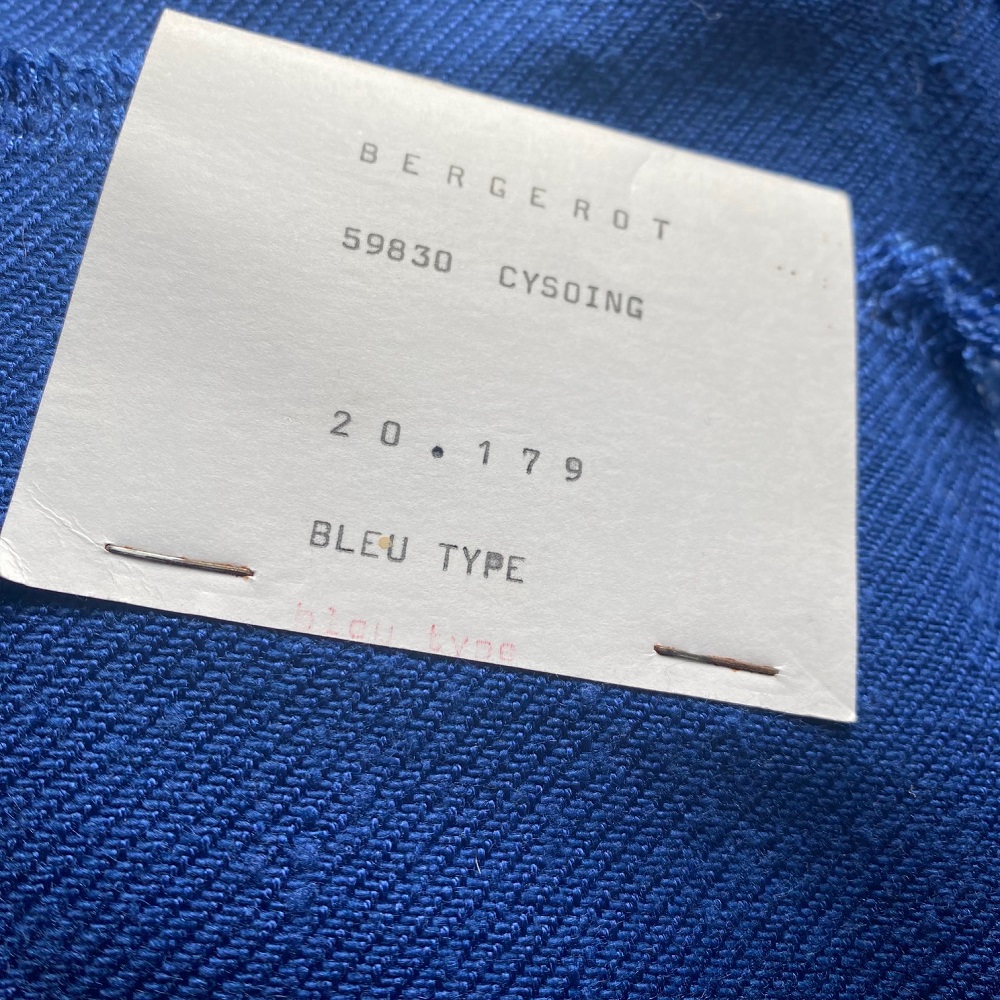 BERGEROT
59830 CYSOING
20.179
BLEU TYPE
bleu type